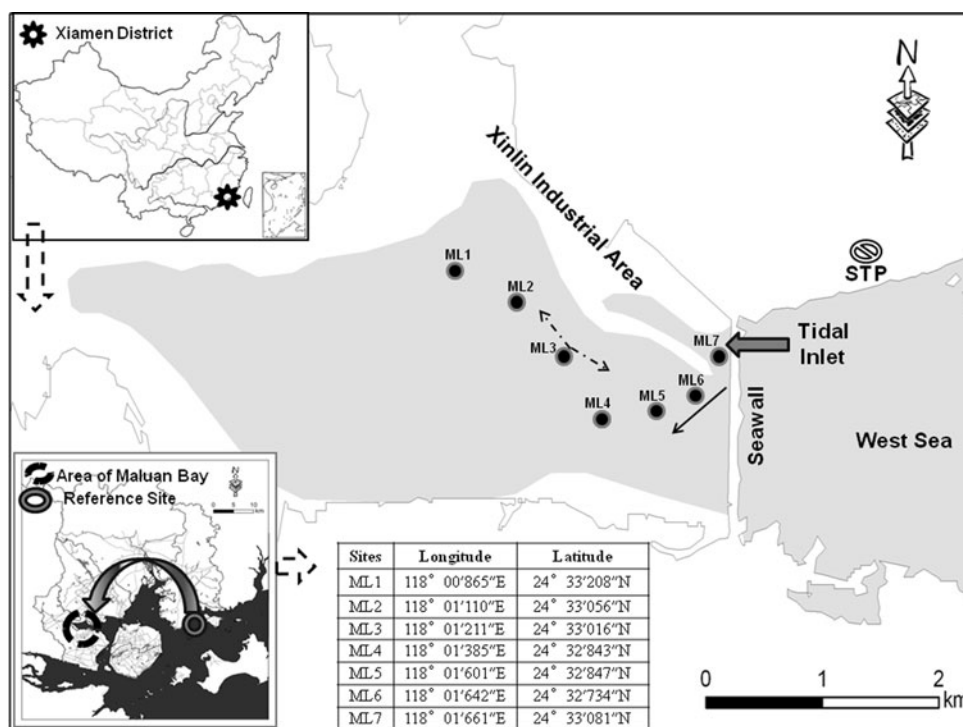 Xiamen District
N
Xinlin Industrial Area
STP
ML1
ML2
ML3
ML4
ML5
ML6
ML7
Tidal
Inlet
Seawall
West Sea
Area of Maluan Bay
Reference Site
N
0 5 10
km
Sites Longitude Latitude
ML1 118° 00′865″E 24° 33′208″N
ML2 118° 01′110″E 24° 33′056″N
ML3 118° 01′211″E 24° 33′016″N
ML4 118° 01′385″E 24° 32′843″N
ML5 118° 01′601″E 24° 32′847″N
ML6 118° 01′642″E 24° 32′734″N
ML7 118° 01′661″E 24° 33′081″N
0 1 2
km